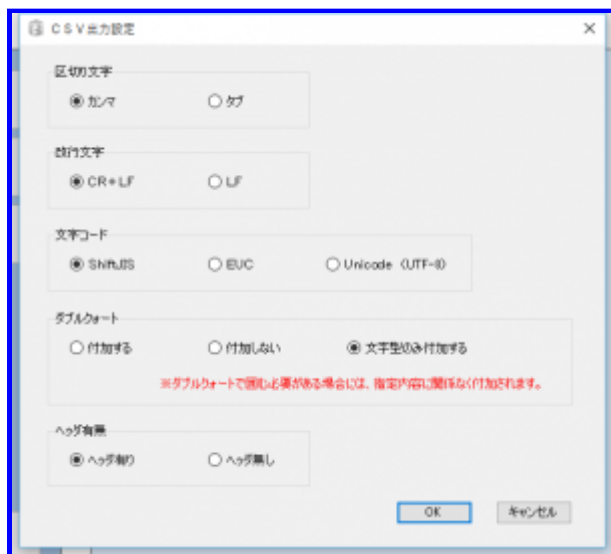 CSV出力設定
区切り文字
カンマ タブ
改行文字
CR+LF LF
文字コード
ShiftJIS EUC Unicode (UTF-8)
ダブルクォート
付加する 付加しない 文字型のみ付加する
※ダブルクォートで囲む必要がある場合には、指定内容に関係なく付加されます。
ヘッダ有無
ヘッダ有り ヘッダ無し
OK キャンセル